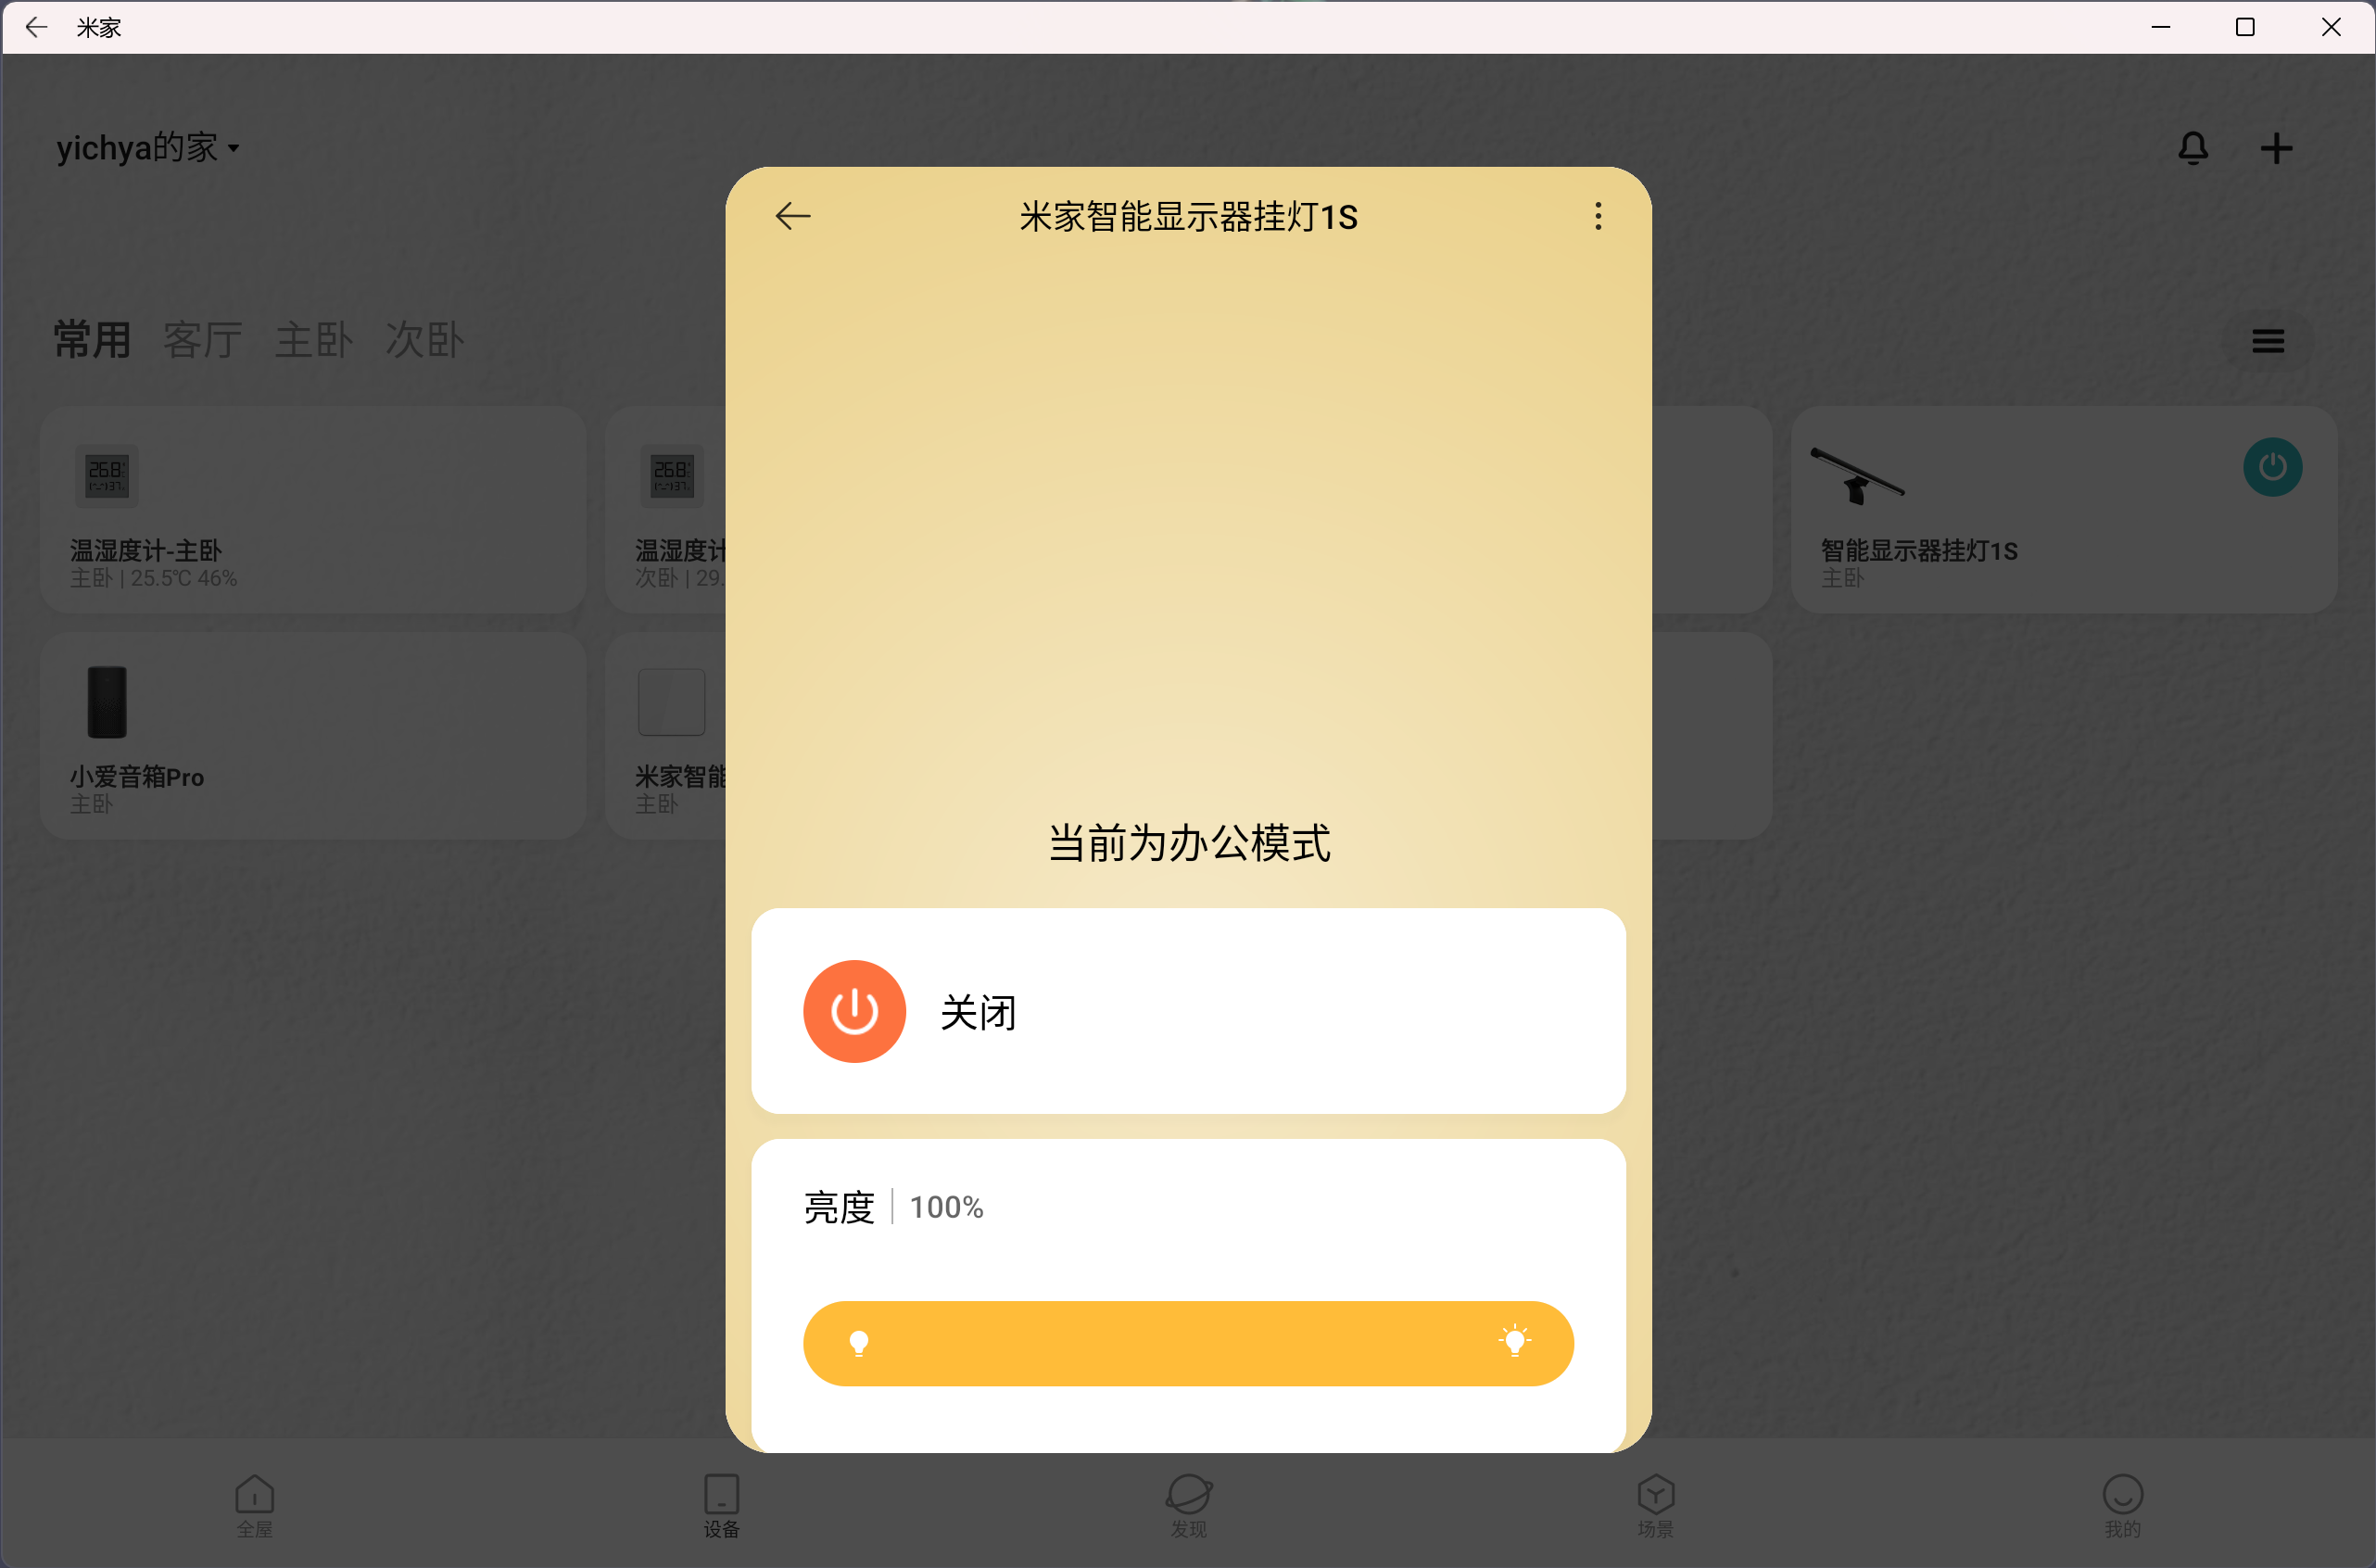 米家
yichya的家
常用 客厅 主卧 次卧
温湿度计-主卧
主卧 | 25.5℃ 46%
温湿度计
次卧 | 29.
智能显示器挂灯1S
主卧
小爱音箱Pro
主卧
米家智能
主卧
米家智能显示器挂灯1S
当前为办公模式
关闭
亮度 | 100%
全屋
设备
发现
场景
我的